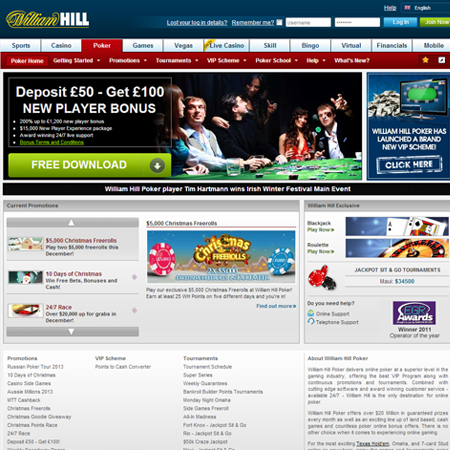 William HILL
Help
English
Lost your log in details?
Remember me
Log In
Join Now
Sports
Casino
Poker
Games
Vegas
Live Casino
Skill
Bingo
Virtual
Financials
Mobile
Poker Home
Getting Started
Promotions
Tournaments
VIP Scheme
Poker School
Help
What's New?
Deposit £50 - Get £100
NEW PLAYER BONUS
200% up to £1,200 new player bonus
$15,000 New Player Experience package
Award winning 24/7 live support
Bonus Terms and Conditions
FREE DOWNLOAD
WILLIAM HILL POKER HAS
LAUNCHED A BRAND
NEW VIP SCHEME!
CLICK HERE
William Hill Poker player Tim Hartmann wins Irish Winter Festival Main Event
Current Promotions
$5,000 Christmas Freerolls
Play two $5,000 freerolls this
December!
10 Days of Christmas
Win Free Bets, Bonuses and
Cash!
24/7 Race
Over $20,000 up for grabs in
December!
$5,000 Christmas Freerolls
Christmas
FREEROLLS
2X$5000
Play our exclusive $5,000 Christmas Freerolls at William Hill Poker!
Earn at least 25 WH Points on five different days and you're in!
Find out more
William Hill Exclusive
Blackjack
Play Now
Roulette
Play Now
JACKPOT SIT & GO TOURNAMENTS
Maui: $34500
Do you need help?
Online Support
Telephone Support
EGR
Awards
Winner 2011
Operator of the year
Promotions
Russian Poker Tour 2013
10 Days of Christmas
Casino Side Games
Aussie Millions 2013
MTT Cashback
Christmas Freerolls
Christmas Goodie Giveaway
Christmas Points Race
24/7 Race
Deposit £50 - Get £100!
VIP Scheme
Points to Cash Converter
Tournaments
Tournament Schedule
Super Series
Weekly Guarantees
Bankroll Builder Points Tournaments
Monday Night Omaha
Side Games Freeroll
All-in Madness
Fort Knox - Jackpot Sit & Go
Rio - Jackpot Sit & Go
$50k Craze Jackpot
About William Hill Poker
William Hill Poker delivers online poker at a superior level in the
gaming industry, offering the best VIP Program along with
continuous promotions and tournaments. Combined with
cutting edge software and award-winning customer service -
available 24/7 - William Hill is the only destination for online
poker.
William Hill Poker offers over $20 Million in guaranteed prizes
every month as well as an exciting line up of land based, cash
games and countless poker online bonus offers. There is no
other choice when it comes to experiencing online gaming.
For the most exciting Texas hold'em, Omaha, and 7-card Stud